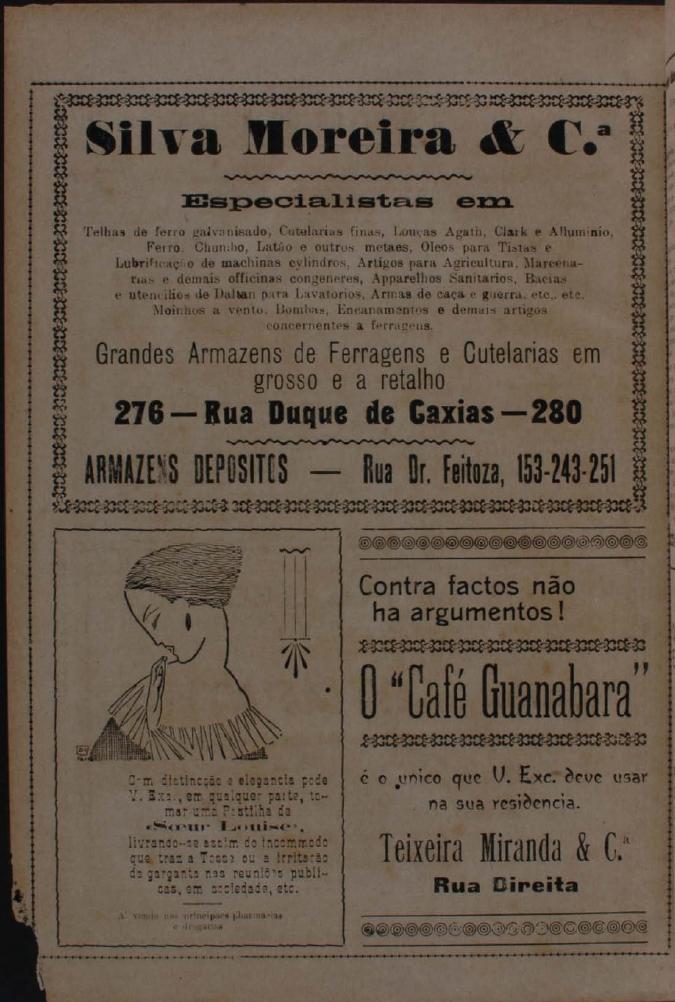 Silva Moreira & C.ª
Especialistas em
Telhas de ferro galvanisado, Cutelarias finas, Louças Agath, Clark e Alluminio,
Ferro, Chumbo, Latão e outros metaes, Oleos para Tistas e
Lubrificação de machinas cylindros, Artigos para Agricultura, Marcena-
rias e demais officinas congeneres, Apparelhos Sanitarios, Bacias
e utencilios de Daltan para Lavatorios, Armas de caça e guerra, etc., etc.
Moinhos a vento, Bombas, Encanamentos e demais artigos
concernentes a ferragens.
Grandes Armazens de Ferragens e Cutelarias em
grosso e a retalho
276 — Rua Duque de Caxias — 280
ARMAZENS DEPOSITOS — Rua Dr. Feitoza, 153-243-251
Com distincção e elegancia pode
V. Exa., em qualquer parte, to-
mar uma Pastilha de
«Sœur Louise»,
livrando-se assim do incommodo
que traz a Tosse ou a irritação
da garganta nas reuniões publi-
cas, em sociedade, etc.
A' venda nas principaes pharmacias
e drogarias
Contra factos não
ha argumentos!
O "Café Guanabara"
é o unico que V. Exc. deve usar
na sua residencia.
Teixeira Miranda & C.ª
Rua Direita